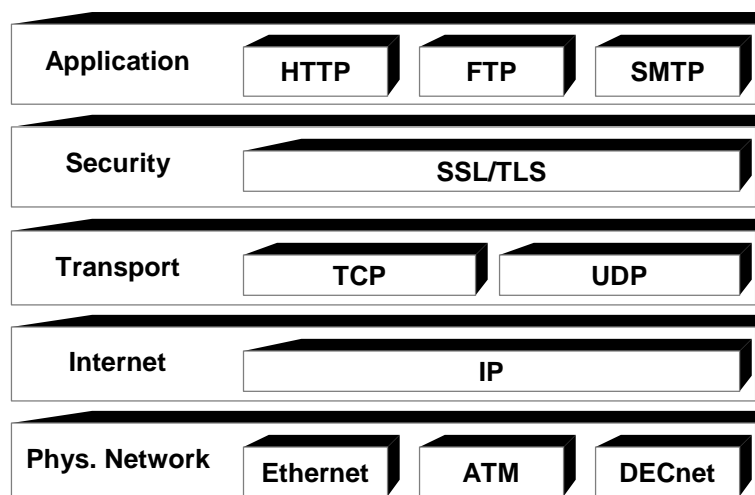 Application HTTP FTP SMTP
Security SSL/TLS
Transport TCP UDP
Internet IP
Phys. Network Ethernet ATM DECnet